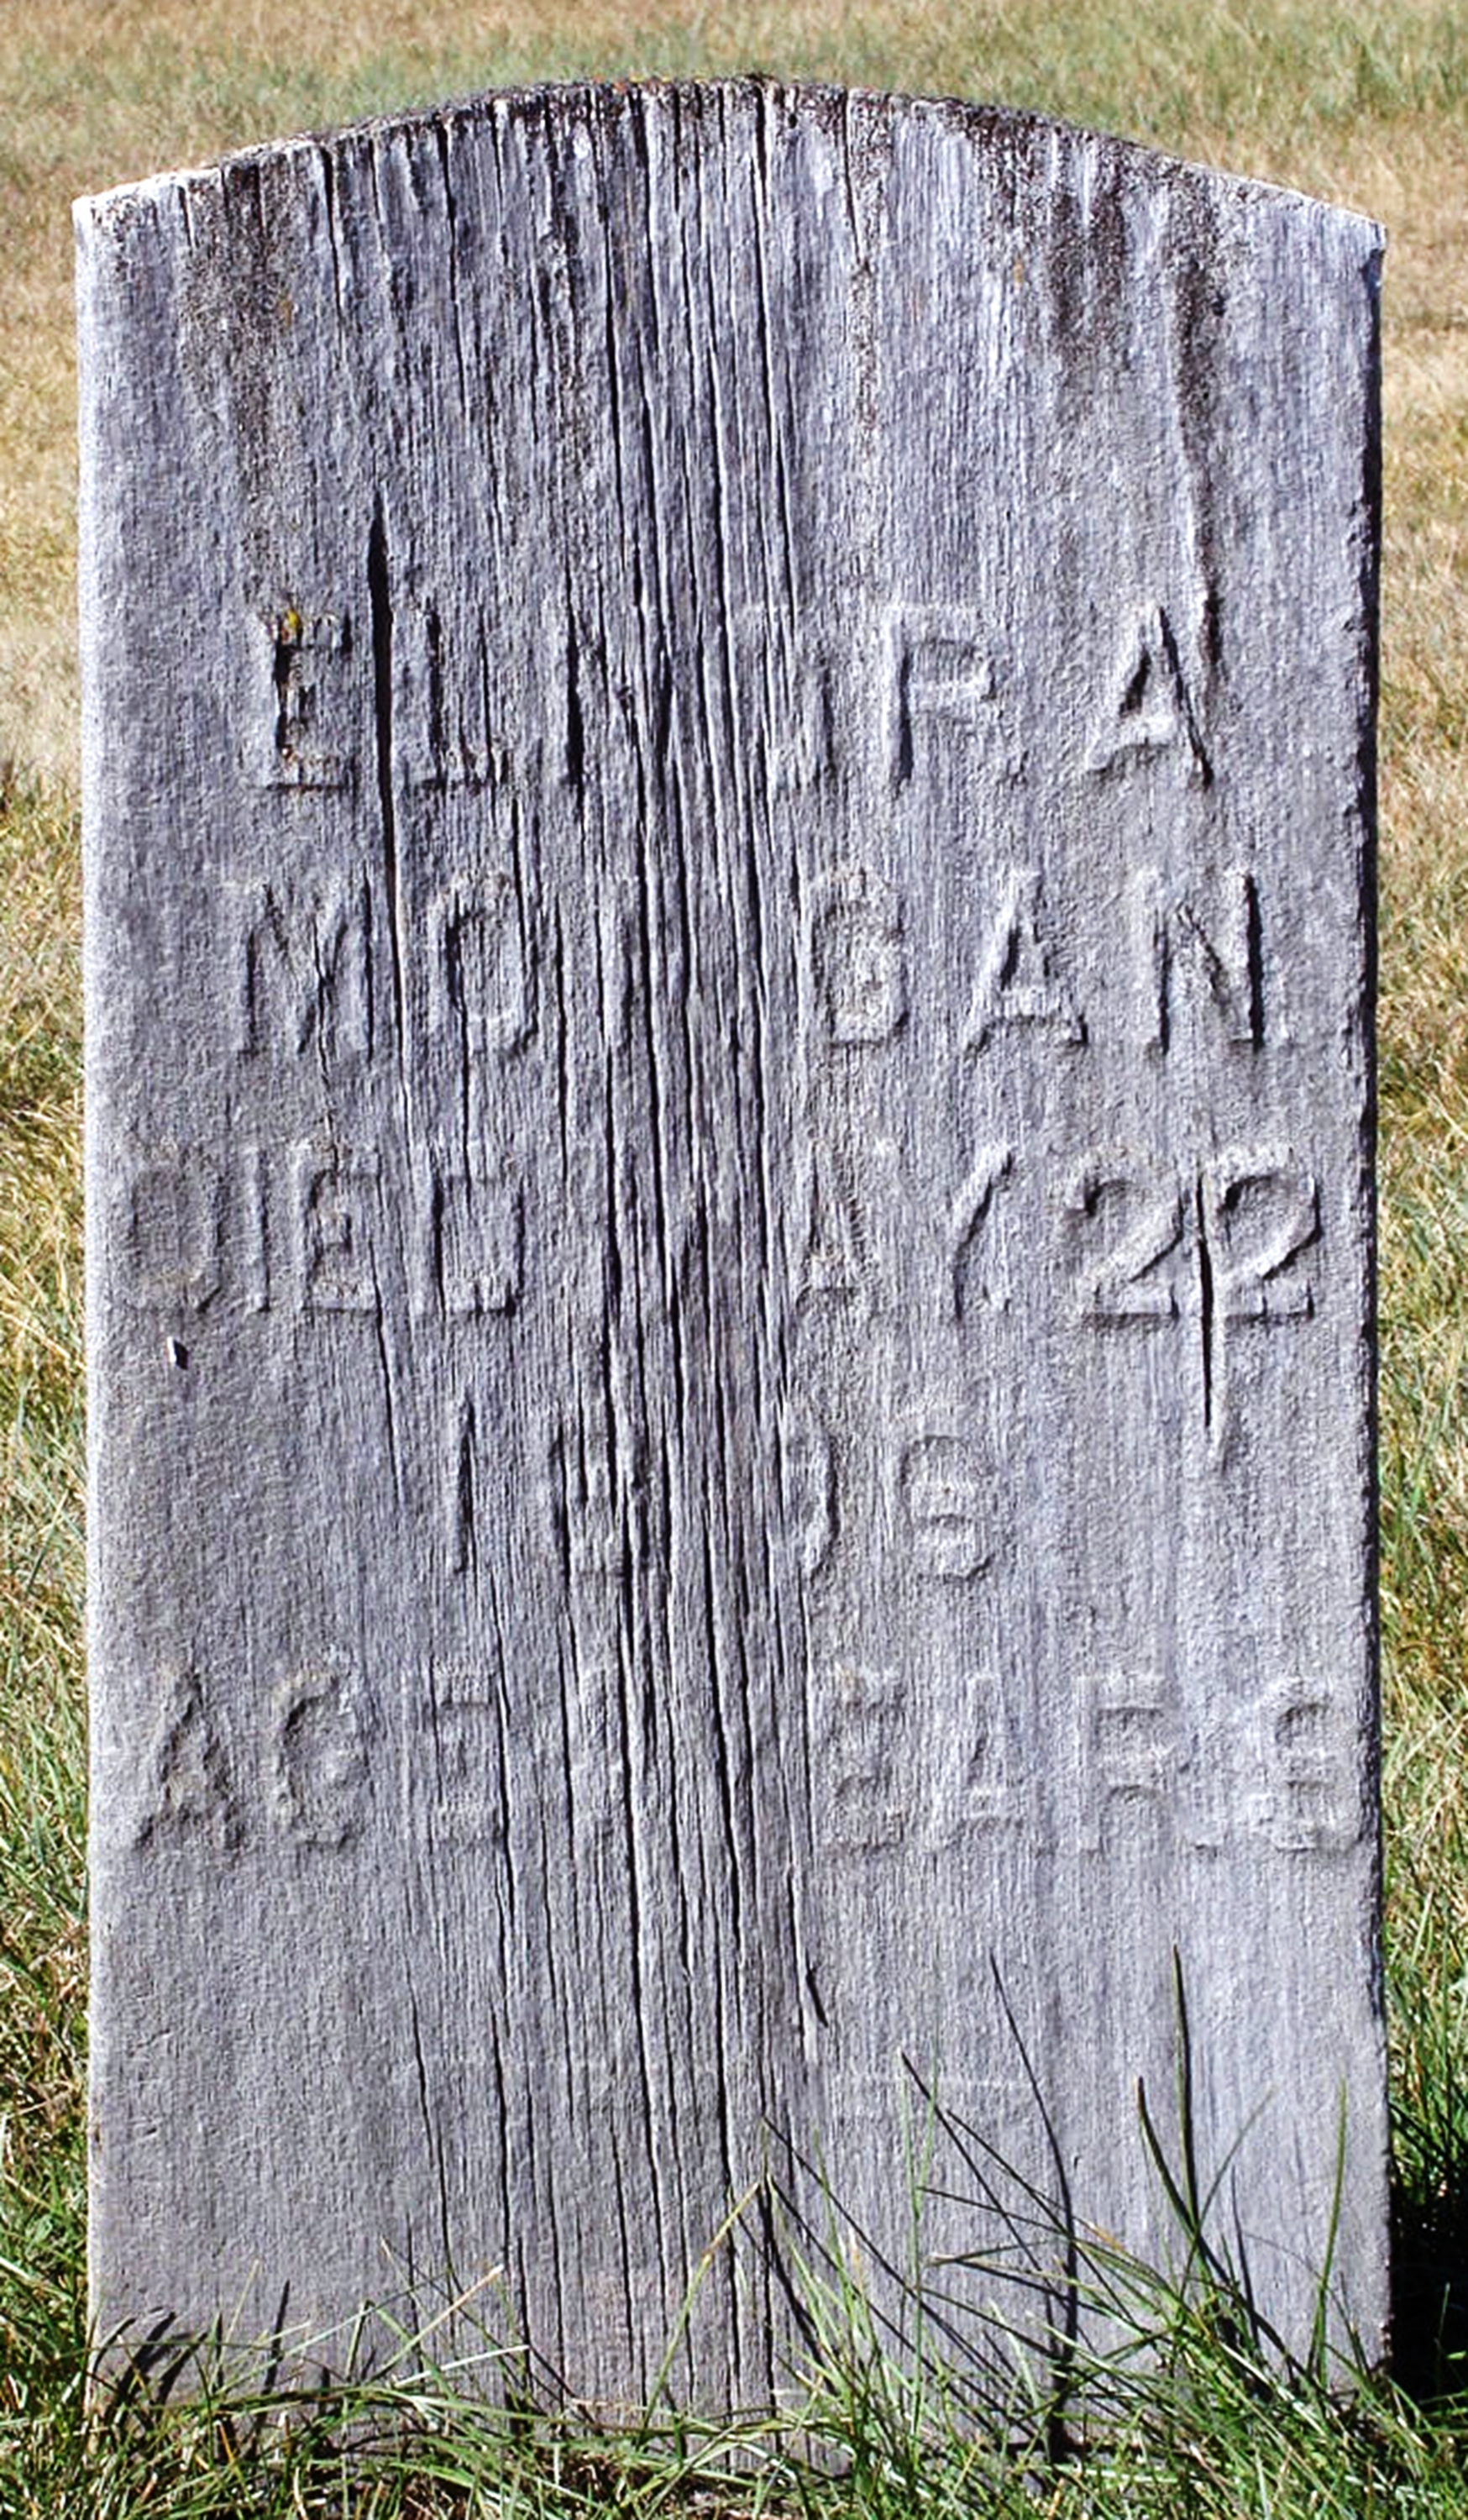 ELMIRA
MORGAN
DIED MAY 22
AGED YEARS